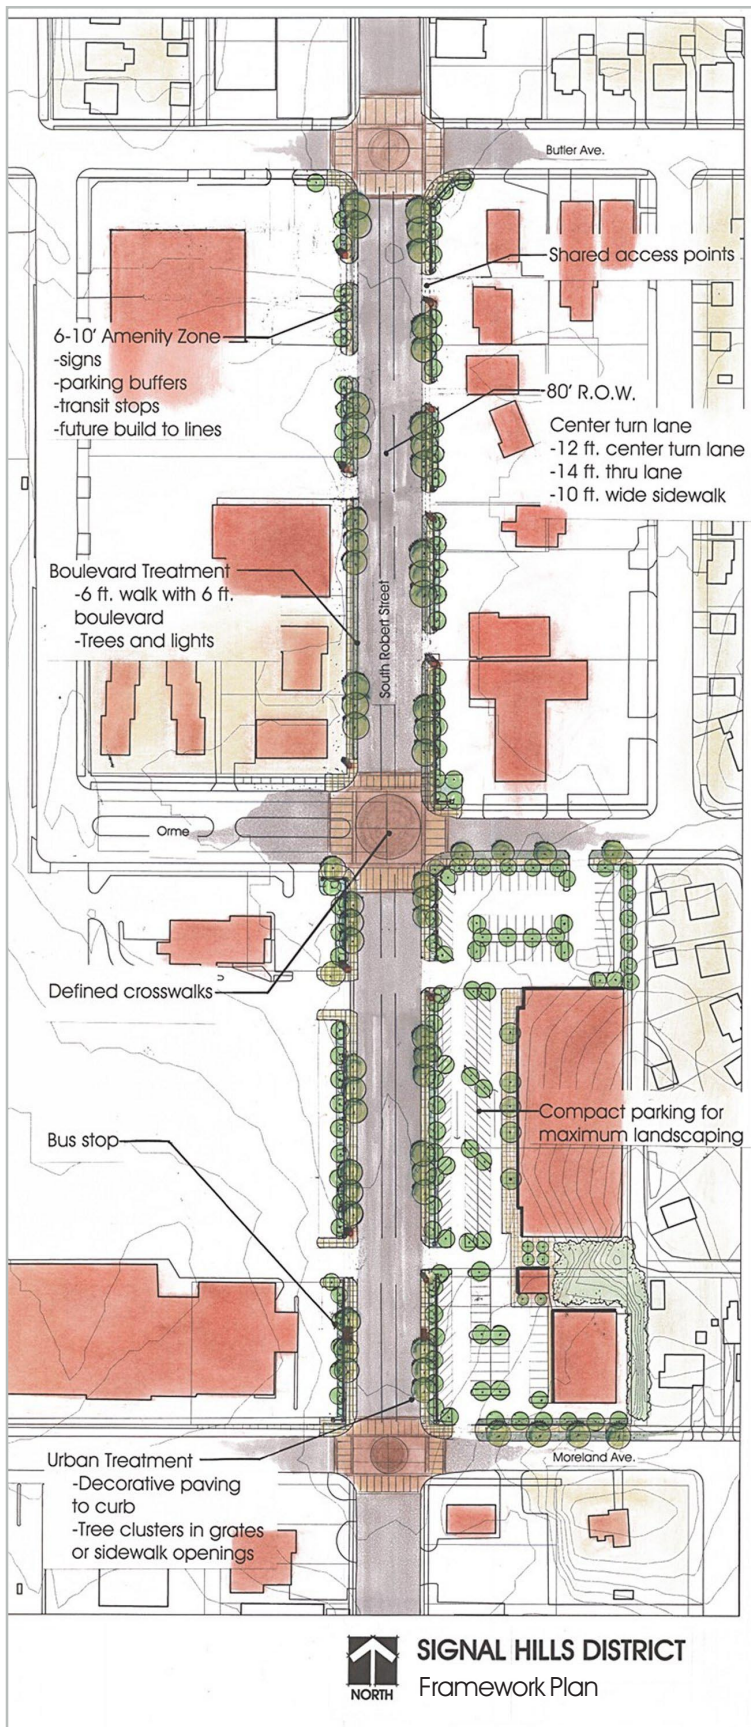 Butler Ave.
Shared access points
6-10' Amenity Zone
-signs
-parking buffers
-transit stops
-future build to lines
80' R.O.W.
Center turn lane
-12 ft. center turn lane
-14 ft. thru lane
-10 ft. wide sidewalk
Boulevard Treatment
-6 ft. walk with 6 ft.
boulevard
-Trees and lights
South Robert Street
Orme
Defined crosswalks
Compact parking for
maximum landscaping
Bus stop
Urban Treatment
-Decorative paving
to curb
-Tree clusters in grates
or sidewalk openings
Moreland Ave.
NORTH
SIGNAL HILLS DISTRICT
Framework Plan